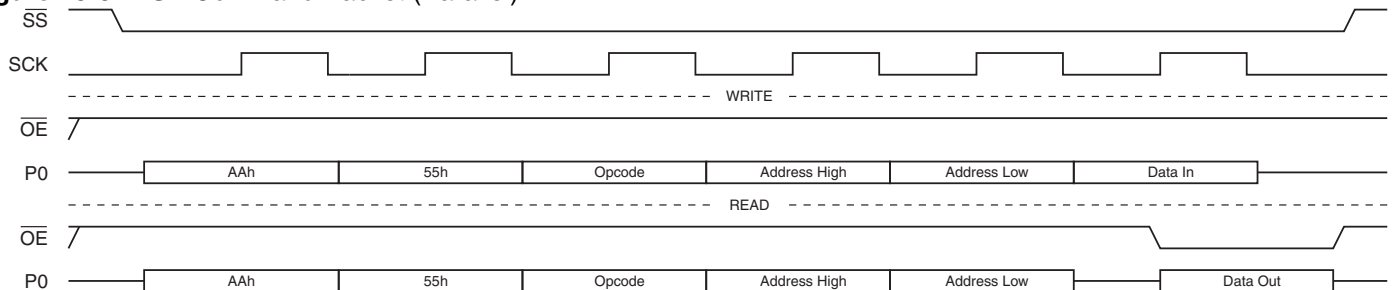 SS
SCK
WRITE
OE
P0 AAh 55h Opcode Address High Address Low Data In
READ
OE
P0 AAh 55h Opcode Address High Address Low Data Out